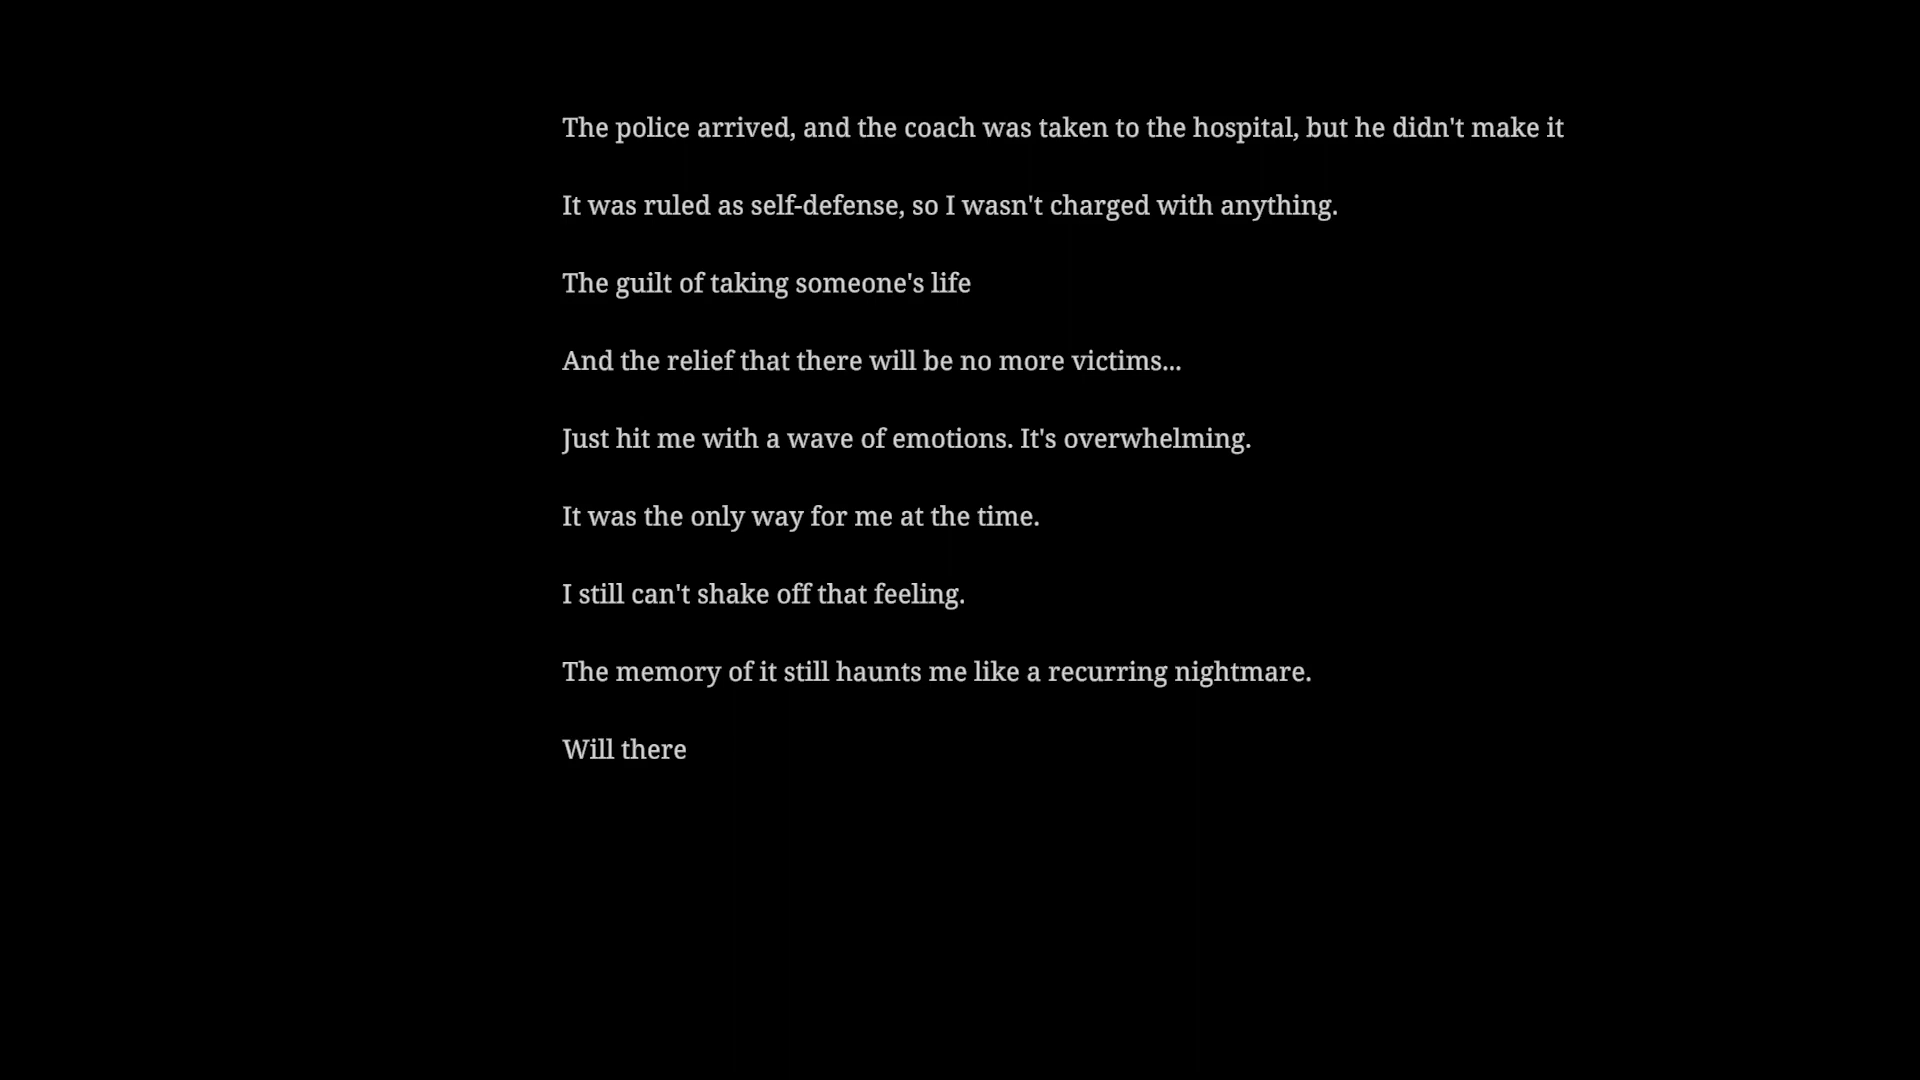 The police arrived, and the coach was taken to the hospital, but he didn't make it
It was ruled as self-defense, so I wasn't charged with anything.
The guilt of taking someone's life
And the relief that there will be no more victims...
Just hit me with a wave of emotions. It's overwhelming.
It was the only way for me at the time.
I still can't shake off that feeling.
The memory of it still haunts me like a recurring nightmare.
Will there